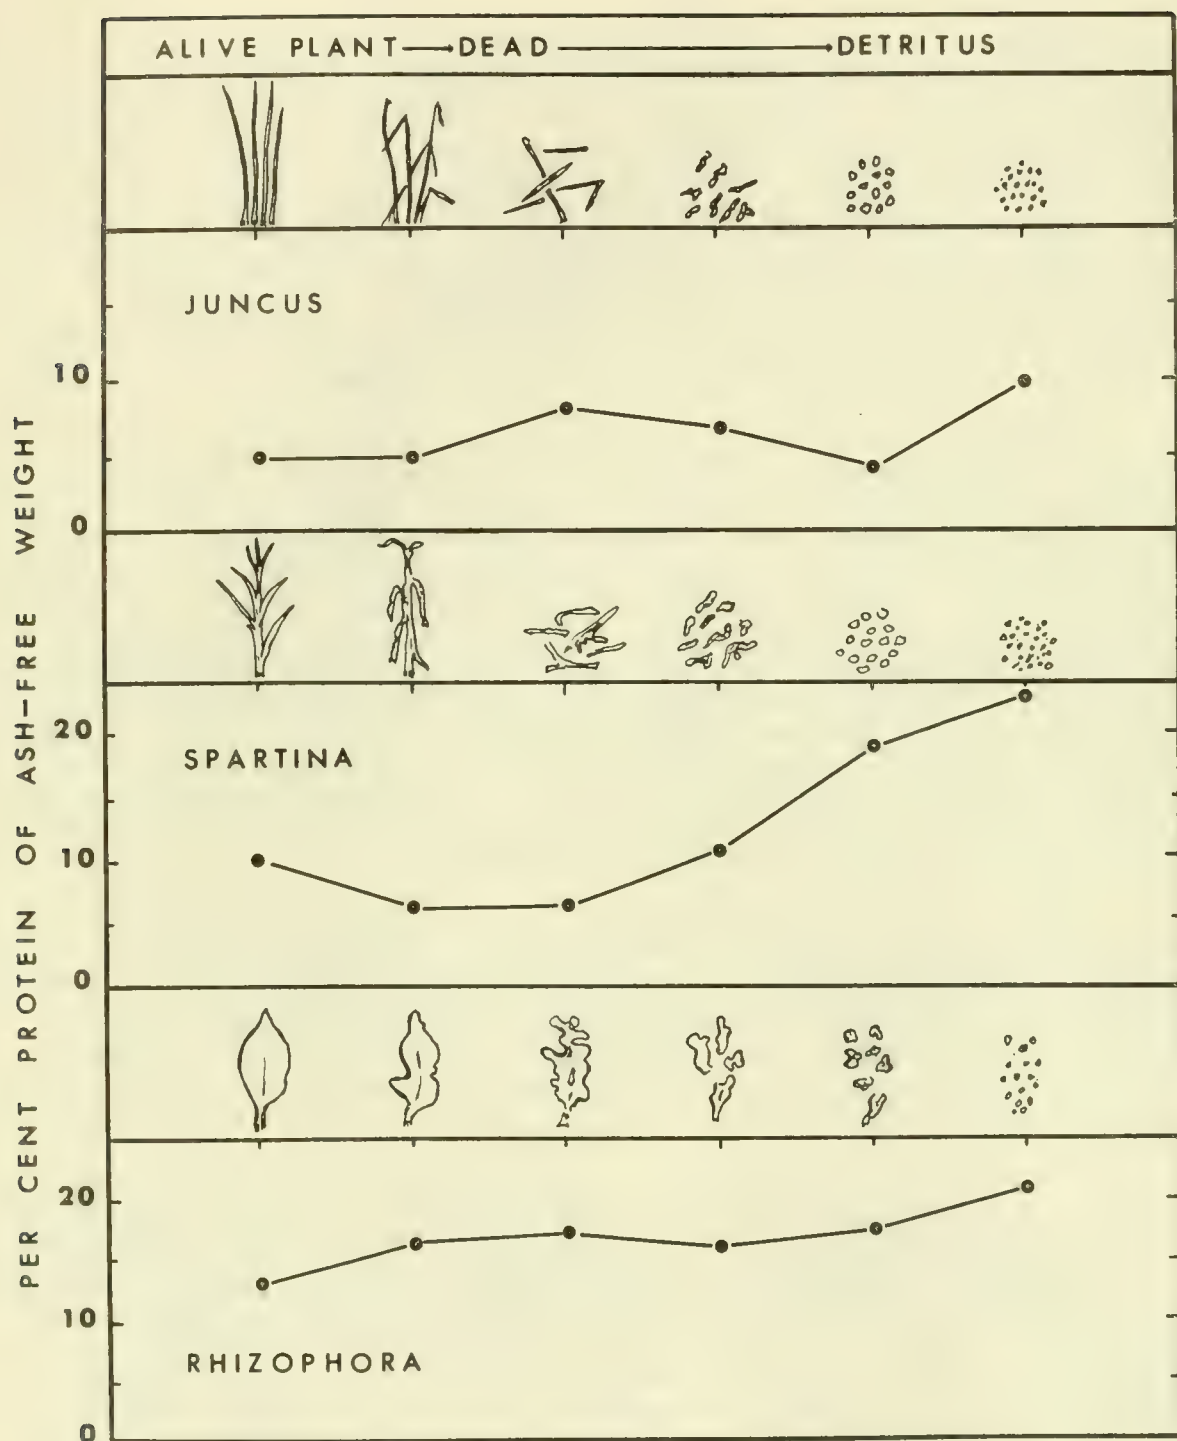 ALIVE PLANT→DEAD→DETRITUS
JUNCUS
10
0
SPARTINA
20
10
0
20
10
RHIZOPHORA
0
PER CENT PROTEIN OF ASH-FREE WEIGHT